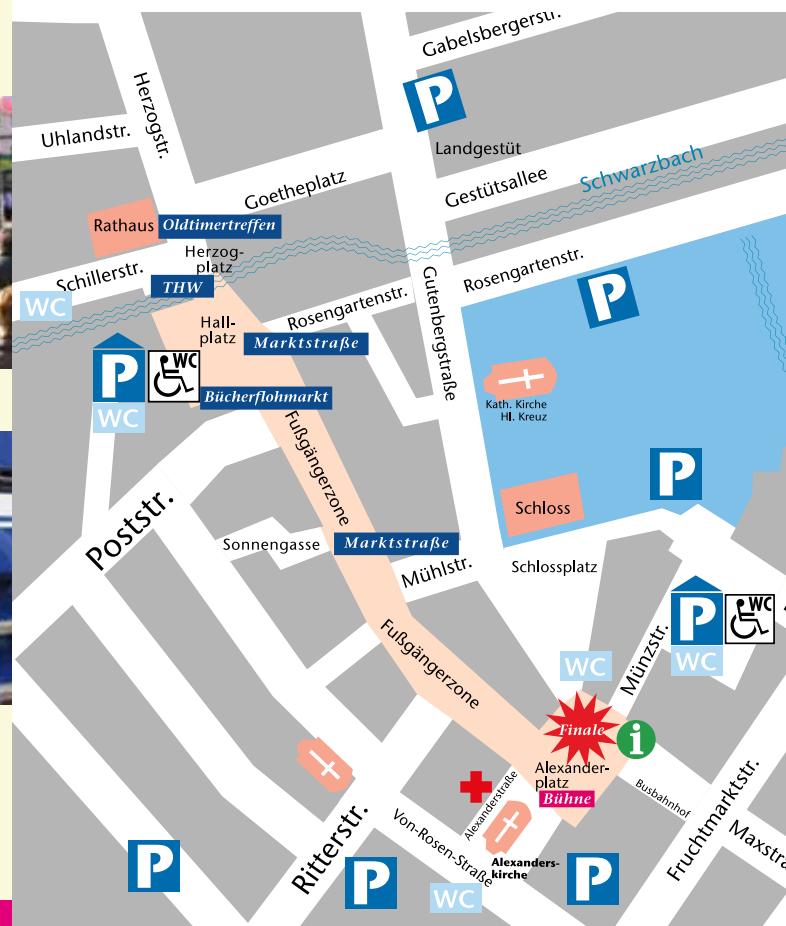 Gabelsbergerstr.
Herzogstr.
P
Uhlandstr.
Landgestüt
Schwarzbach
Goetheplatz
Gestütsallee
Rathaus
Oldtimertreffen
Herzog-
platz
Schillerstr.
THW
Rosengartenstr.
Gutenbergstraße
P
WC
Rosengartenstr.
Hall-
platz
Marktstraße
P
WC
WC
Bücherflohmarkt
Kath. Kirche
Hl. Kreuz
Fußgängerzone
P
Poststr.
Schloss
Sonnengasse
Marktstraße
Mühlstr.
Schlossplatz
P
WC
WC
Münzstr.
WC
Fußgängerzone
Finale
i
Alexander-
platz
Bühne
Alexanderstraße
Busbahnhof
Fruchtmarktstr.
Maxstra
Ritterstr.
Von-Rosen-Straße
Alexanders-
kirche
P
P
WC
P